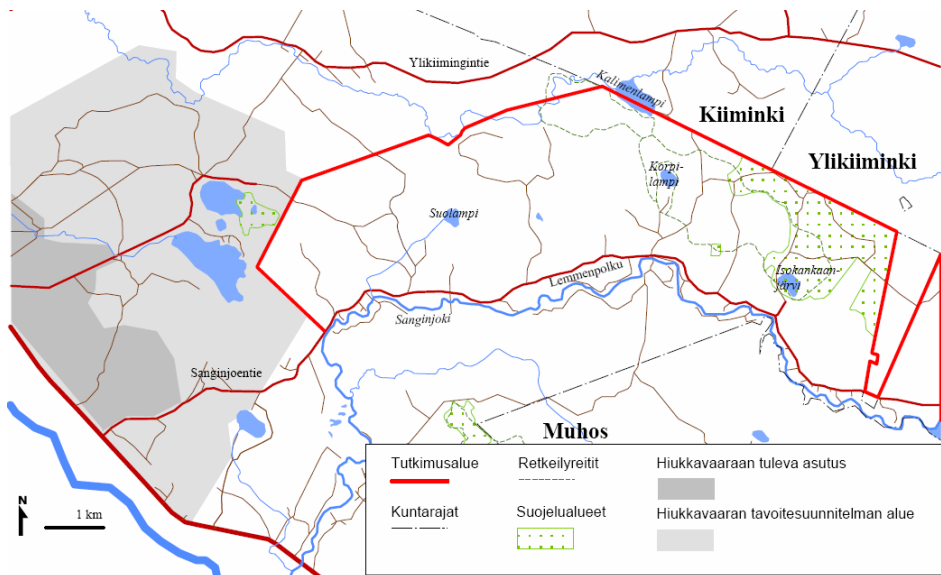 Ylikiimingintie
Kalimenlampi
Kiiminki
Ylikiiminki
Korpi-
lampi
Suolampi
Isokankaan-
järvi
Lemmenpolku
Sanginjoki
Sanginjoentie
Muhos
N
1 km
Tutkimusalue
Retkeilyreitit
Hiukkavaaraan tuleva asutus
Kuntarajat
Suojelualueet
Hiukkavaaran tavoitesuunnitelman alue